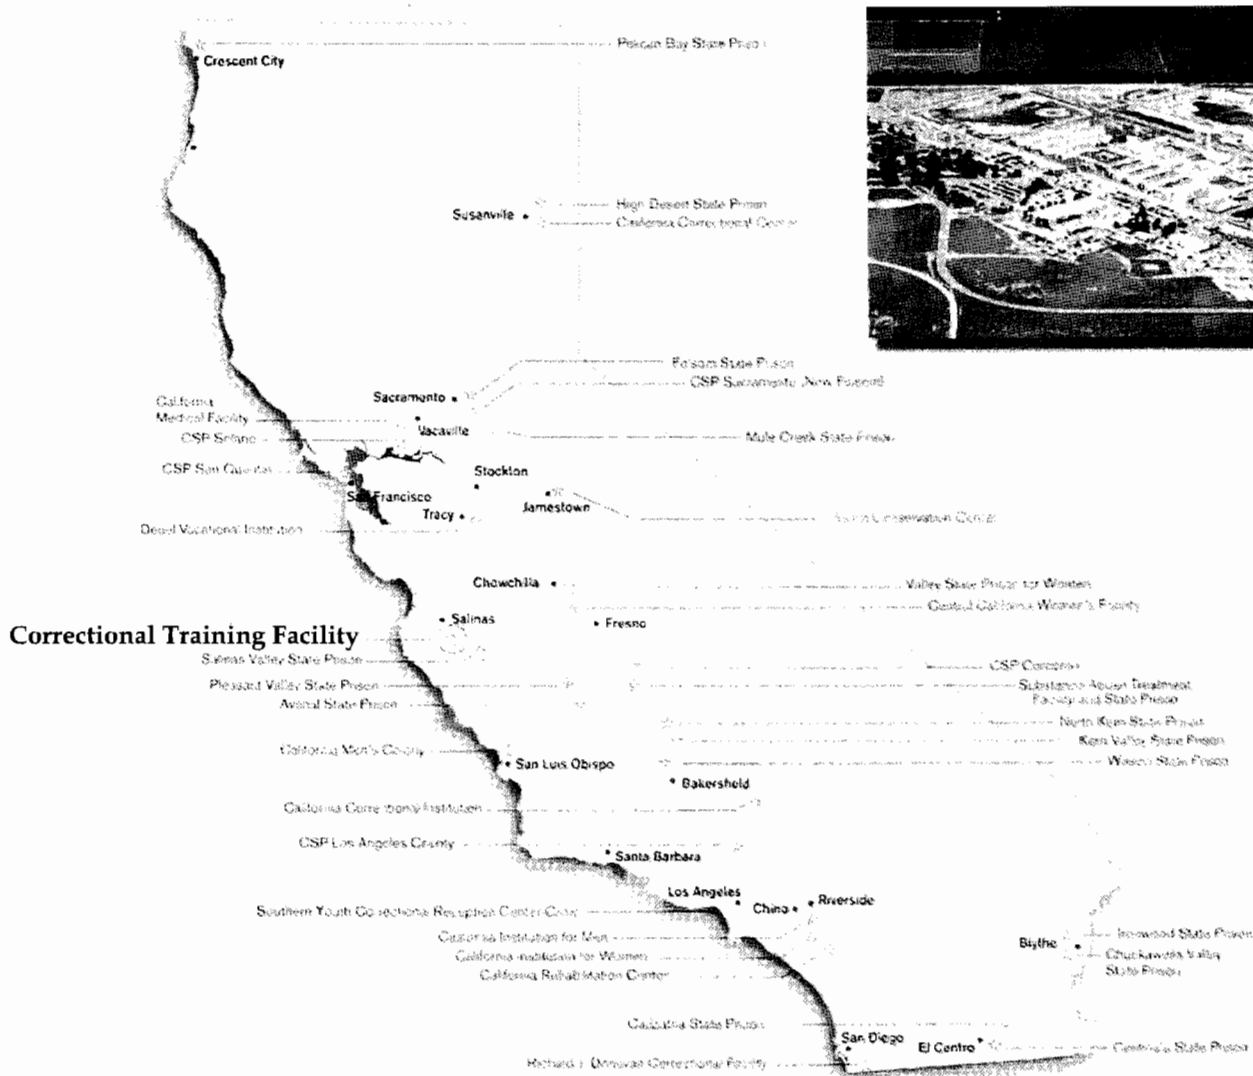 Pelican Bay State Prison
Crescent City
High Desert State Prison
Susanville
California Correctional Center
Folsom State Prison
CSP Sacramento (New Folsom)
Sacramento
California
Medical Facility
Vacaville
CSP Solano
Mule Creek State Prison
CSP San Quentin
Stockton
San Francisco
Jamestown
Tracy
Conservation Center
Deuel Vocational Institution
Chowchilla
Valley State Prison for Women
Central California Women's Facility
Salinas
Fresno
Correctional Training Facility
Salinas Valley State Prison
CSP Corcoran
Pleasant Valley State Prison
Substance Abuse Treatment
Facility and State Prison
Avenal State Prison
North Kern State Prison
Kern Valley State Prison
California Men's Colony
San Luis Obispo
Wasco State Prison
Bakersfield
California Correctional Institution
CSP Los Angeles County
Santa Barbara
Los Angeles
Chino
Riverside
Southern Youth Correctional Reception Center
California Institution for Men
California Institution for Women
California Rehabilitation Center
Blythe
Ironwood State Prison
Chuckawalla Valley
State Prison
Calipatria State Prison
San Diego
El Centro
Centinela State Prison
Richard J. Donovan Correctional Facility